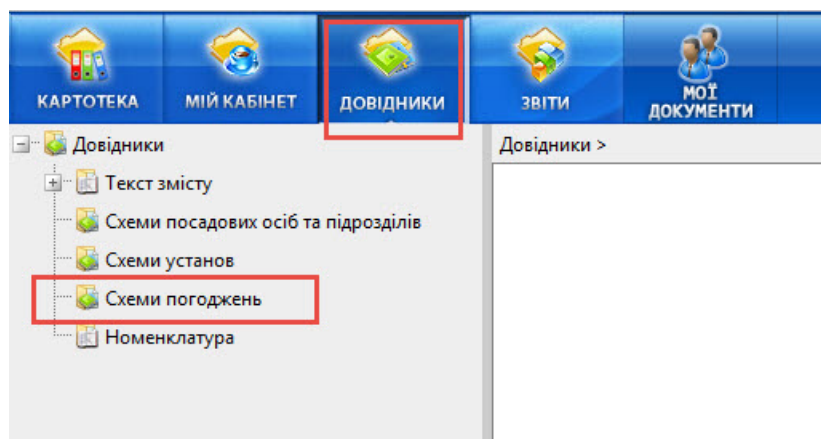 КАРТОТЕКА
МІЙ КАБІНЕТ
ДОВІДНИКИ
ЗВІТИ
МОЇ
ДОКУМЕНТИ
Довідники
Довідники >
Текст змісту
Схеми посадових осіб та підрозділів
Схеми установ
Схеми погоджень
Номенклатура